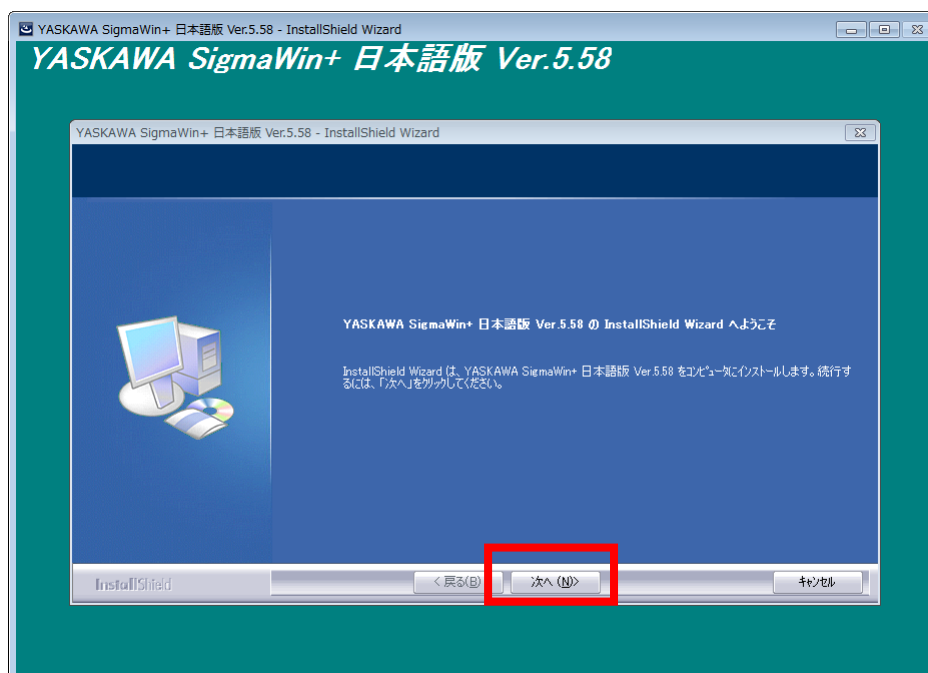 YASKAWA SigmaWin+ 日本語版 Ver.5.58 - InstallShield Wizard
YASKAWA SigmaWin+ 日本語版 Ver.5.58
YASKAWA SigmaWin+ 日本語版 Ver.5.58 - InstallShield Wizard
YASKAWA SigmaWin+ 日本語版 Ver.5.58 の InstallShield Wizard へようこそ
InstallShield Wizard は、YASKAWA SigmaWin+ 日本語版 Ver.5.58 をコンピュータにインストールします。続行す
るには、「次へ」をクリックしてください。
InstallShield
< 戻る(B)
次へ (N)>
キャンセル